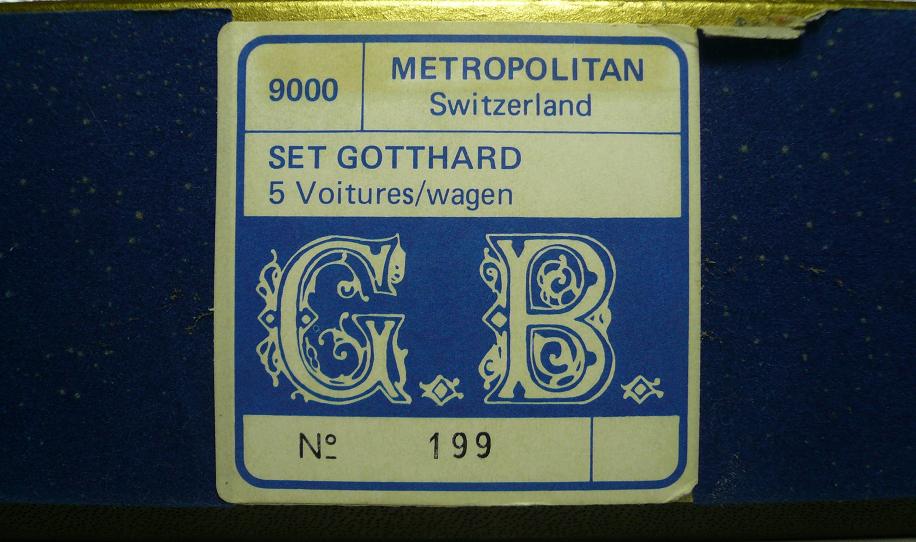 9000
METROPOLITAN
Switzerland
SET GOTTHARD
5 Voitures/wagen
G. B.
Nº 199